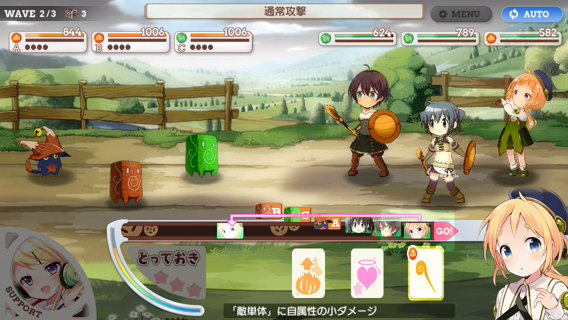 WAVE 2/3 3
通常攻撃
MENU
AUTO
844
1006
1006
624
789
582
A
B
C
B
C
A
GO!
とっておき
SUPPORT
「敵単体」に自属性の小ダメージ